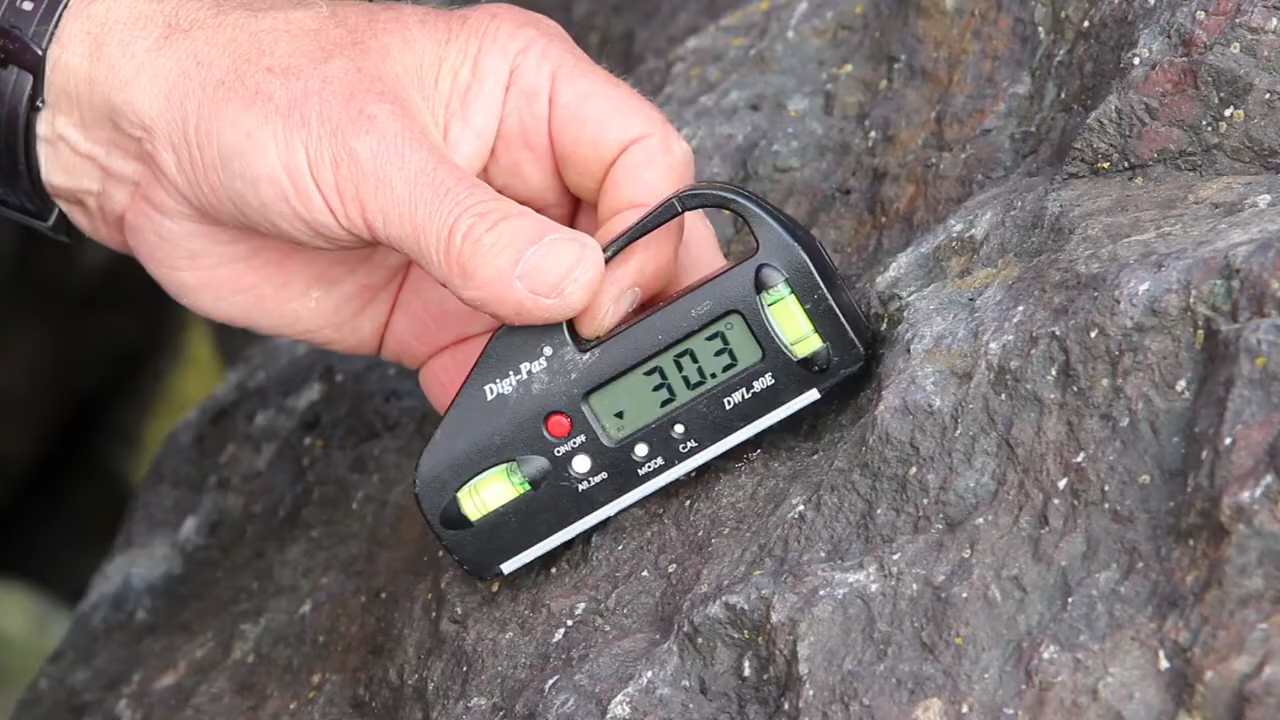 Digi-Pas®
30.3°
DWL-80E
ON/OFF
Alt.Zero
MODE
CAL